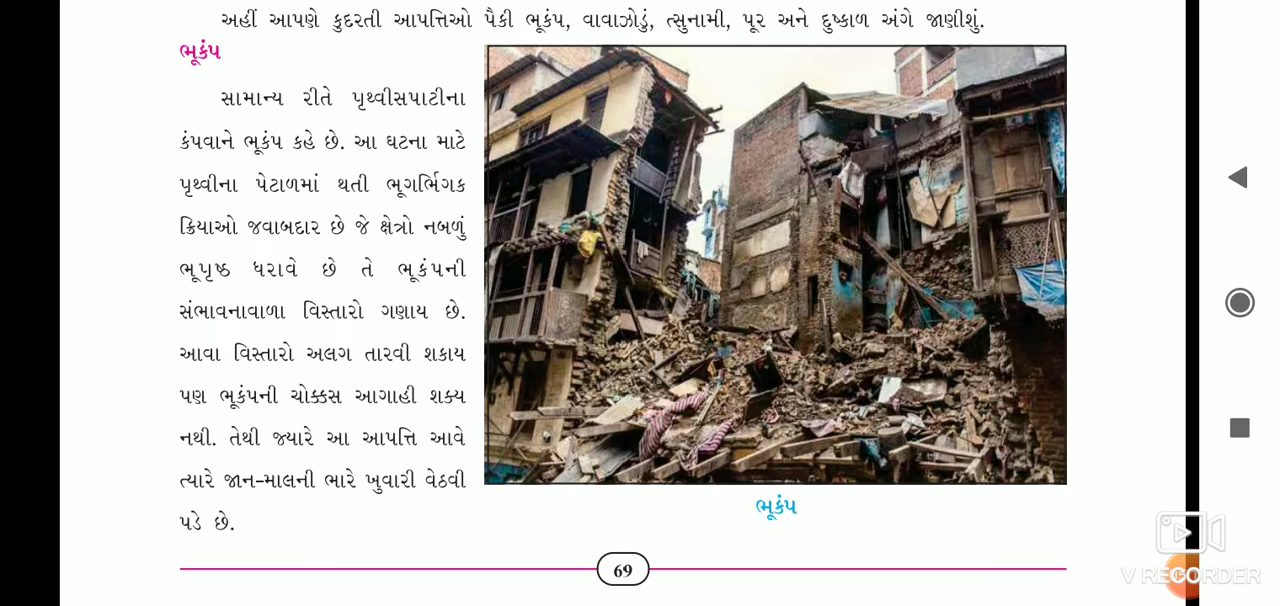 અહીં આપણે કુદરતી આપત્તિઓ પૈકી ભૂકંપ, વાવાઝોડું, ત્સુનામી, પૂર અને દુષ્કાળ અંગે જાણીશું.
ભૂકંપ
સામાન્ય રીતે પૃથ્વીસપાટીના
કંપવાને ભૂકંપ કહે છે. આ ઘટના માટે
પૃથ્વીના પેટાળમાં થતી ભૂગર્ભિગક
ક્રિયાઓ જવાબદાર છે જે ક્ષેત્રો નબળું
ભૂપૃષ્ઠ ધરાવે છે તે ભૂકંપની
સંભાવનાવાળા વિસ્તારો ગણાય છે.
આવા વિસ્તારો અલગ તારવી શકાય
પણ ભૂકંપની ચોક્કસ આગાહી શક્ય
નથી. તેથી જ્યારે આ આપત્તિ આવે
ત્યારે જાન-માલની ભારે ખુવારી વેઠવી
પડે છે.
ભૂકંપ
69
V RECORDER